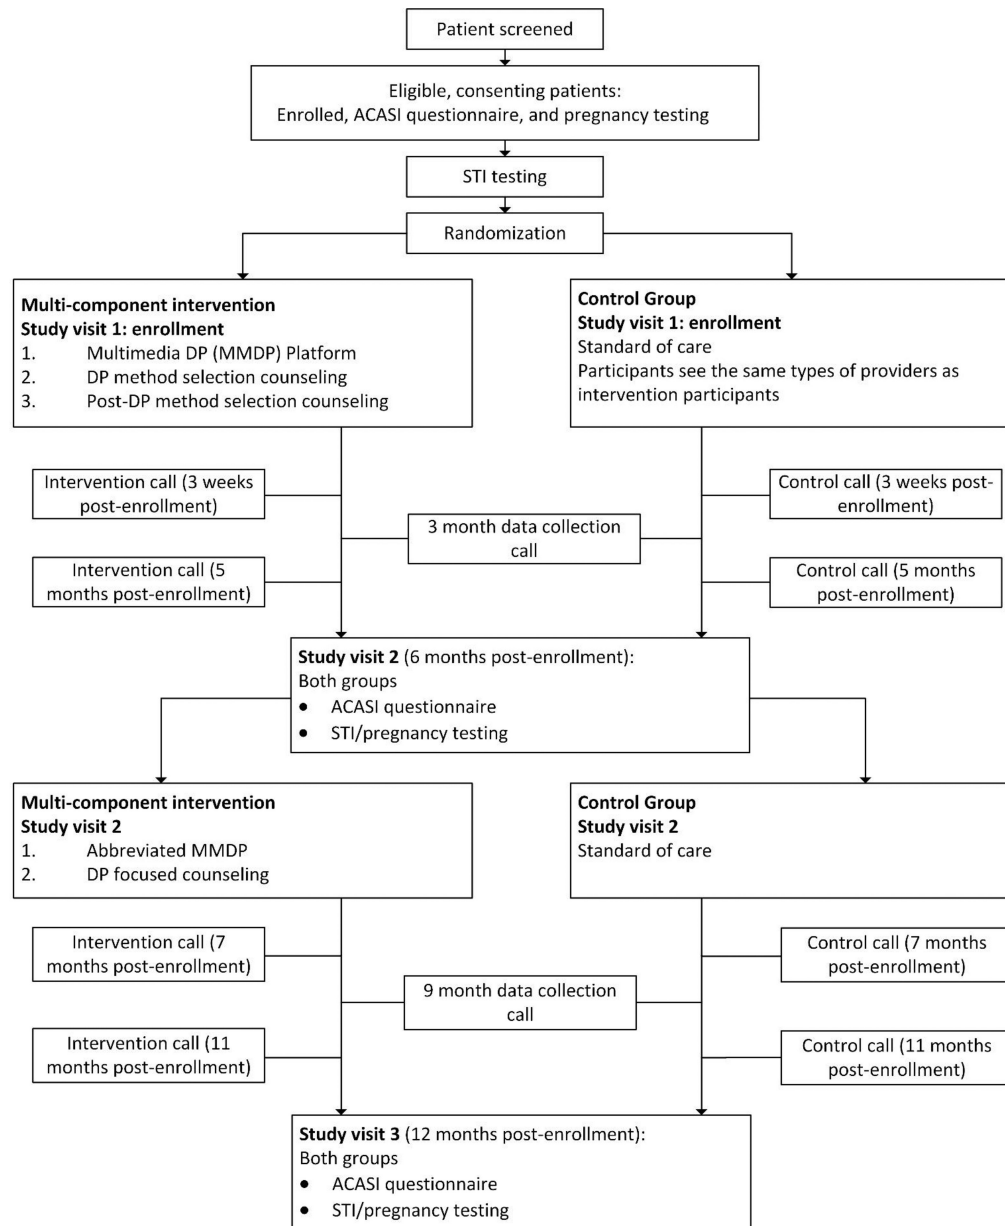 Patient screened
Eligible, consenting patients:
Enrolled, ACASI questionnaire, and pregnancy testing
STI testing
Randomization
Multi-component intervention
Study visit 1: enrollment
1. Multimedia DP (MMDP) Platform
2. DP method selection counseling
3. Post-DP method selection counseling
Control Group
Study visit 1: enrollment
Standard of care
Participants see the same types of providers as
intervention participants
Intervention call (3 weeks
post-enrollment)
Control call (3 weeks post-
enrollment)
3 month data collection
call
Intervention call (5
months post-enrollment)
Control call (5 months
post-enrollment)
Study visit 2 (6 months post-enrollment):
Both groups
● ACASI questionnaire
● STI/pregnancy testing
Multi-component intervention
Study visit 2
1. Abbreviated MMDP
2. DP focused counseling
Control Group
Study visit 2
Standard of care
Intervention call (7
months post-enrollment)
Control call (7 months
post-enrollment)
9 month data collection
call
Intervention call (11
months post-enrollment)
Control call (11 months
post-enrollment)
Study visit 3 (12 months post-enrollment):
Both groups
● ACASI questionnaire
● STI/pregnancy testing